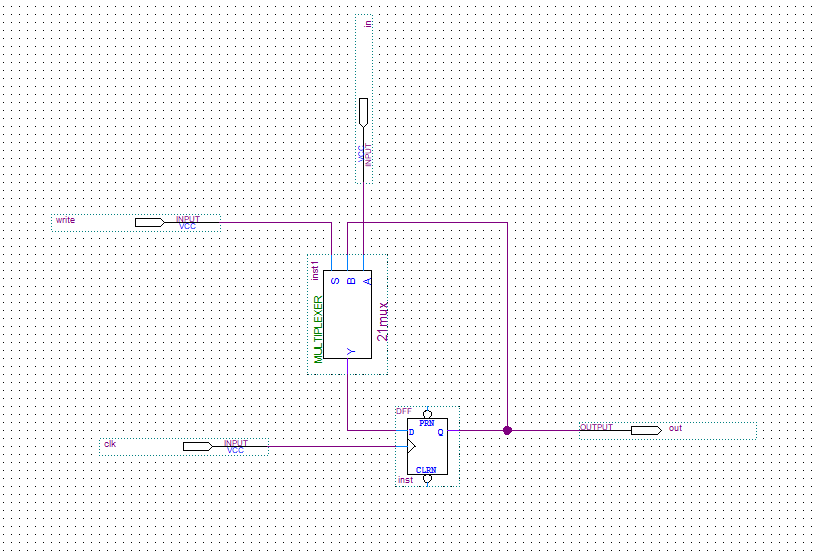 in
VCC
INPUT
write
INPUT
VCC
inst1
S
B
A
MULTIPLEXER
21mux
Y
DFF
PRN
D
Q
CLRN
inst
clk
INPUT
VCC
OUTPUT
out